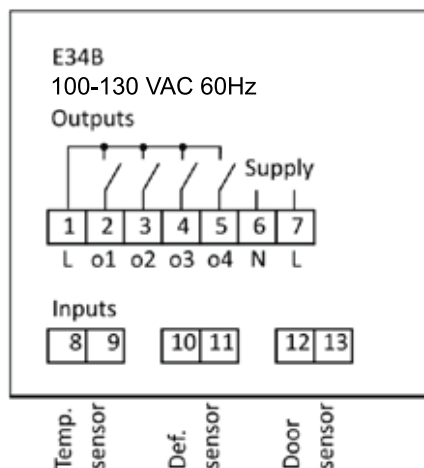 E34B
100-130 VAC 60Hz
Outputs
Supply
1 2 3 4 5 6 7
L o1 o2 o3 o4 N L
Inputs
8 9 10 11 12 13
Temp. sensor
Def. sensor
Door sensor